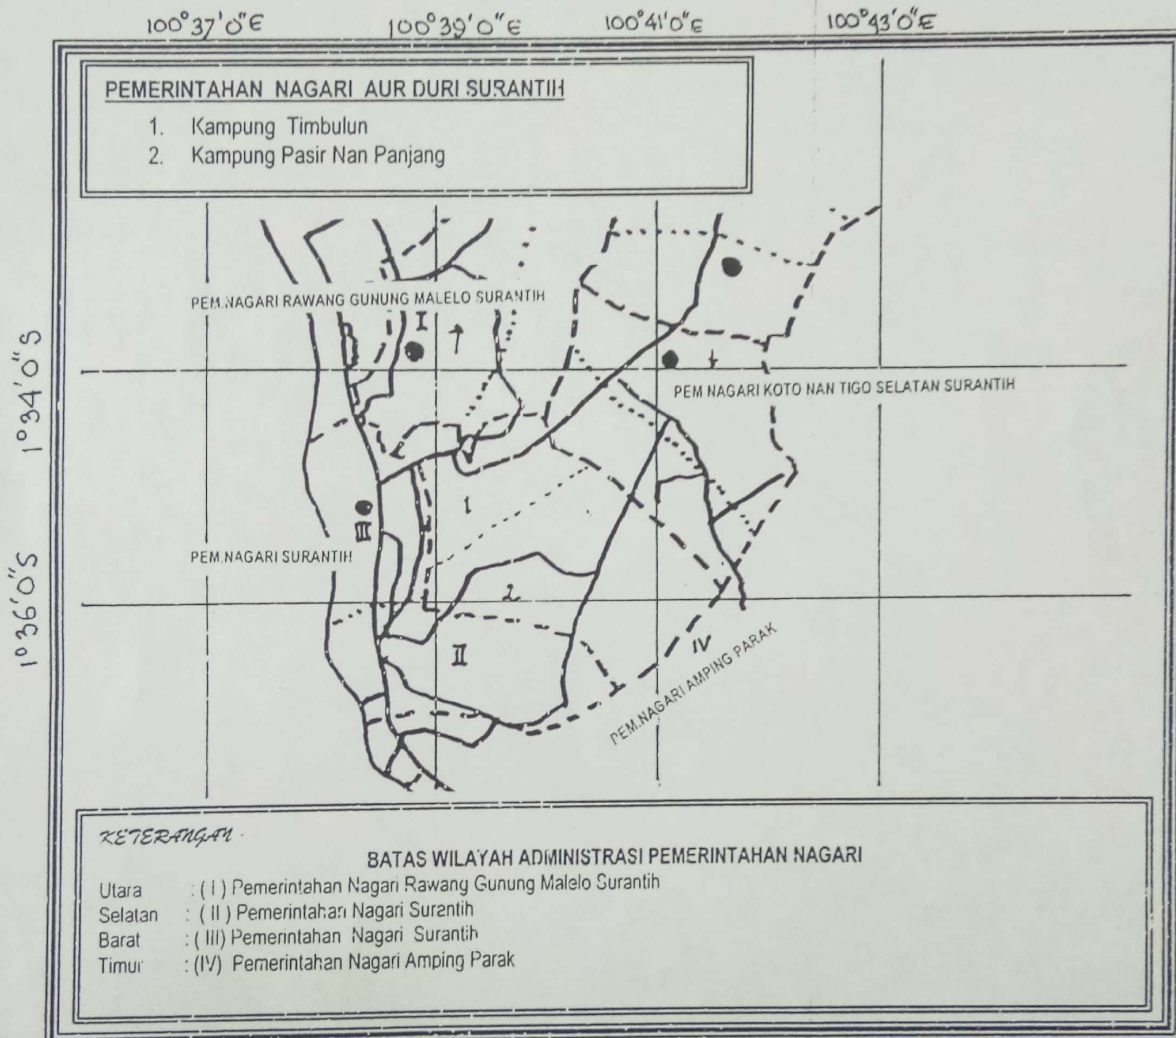 100°37'0"E 100°39'0"E 100°41'0"E 100°43'0"E
PEMERINTAHAN NAGARI AUR DURI SURANTIH
1. Kampung Timbulun
2. Kampung Pasir Nan Panjang
PEM.NAGARI RAWANG GUNUNG MALELO SURANTIH
I
1°34'0"S
PEM NAGARI KOTO NAN TIGO SELATAN SURANTIH
1
III
PEM.NAGARI SURANTIH
1°36'0"S
2
II
IV
PEM.NAGARI AMPING PARAK
KETERANGAN
BATAS WILAYAH ADMINISTRASI PEMERINTAHAN NAGARI
Utara : ( I ) Pemerintahan Nagari Rawang Gunung Malelo Surantih
Selatan : ( II ) Pemerintahan Nagari Surantih
Barat : ( III) Pemerintahan Nagari Surantih
Timur : (IV) Pemerintahan Nagari Amping Parak